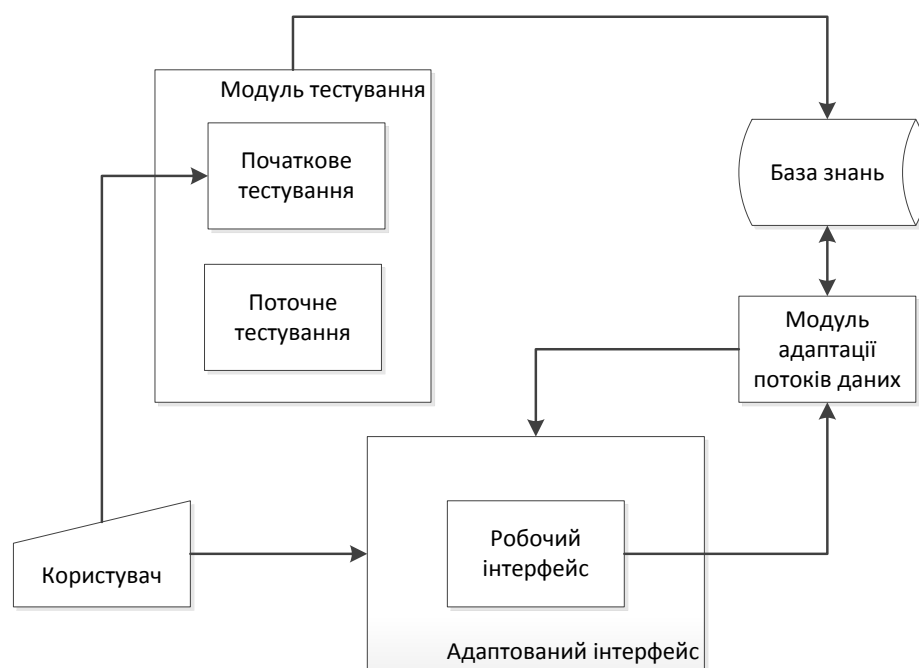 Модуль тестування
Початкове
тестування
База знань
Поточне
тестування
Модуль
адаптації
потоків даних
Користувач
Робочий
інтерфейс
Адаптований інтерфейс